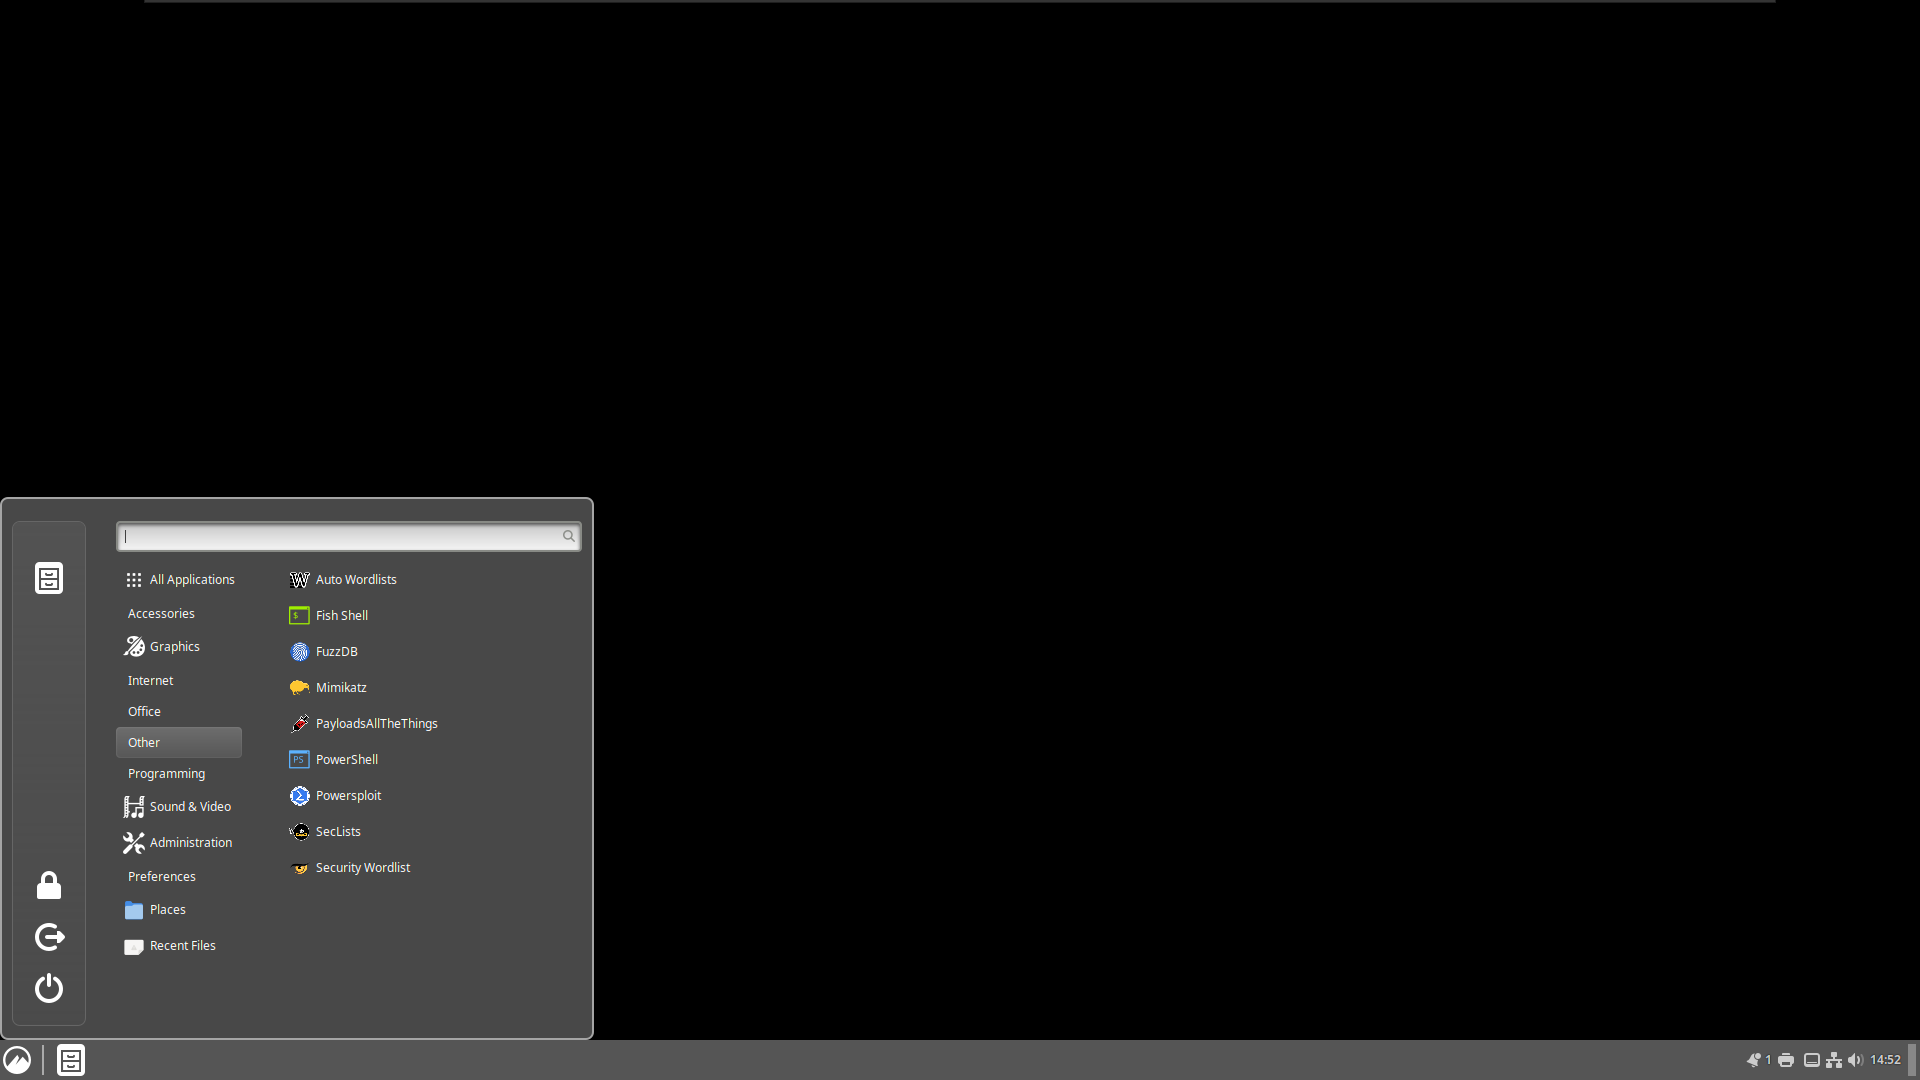 All Applications
Accessories
Graphics
Internet
Office
Other
Programming
Sound & Video
Administration
Preferences
Places
Recent Files
Auto Wordlists
$ Fish Shell
FuzzDB
Mimikatz
PayloadsAllTheThings
PS PowerShell
Powersploit
SecLists
Security Wordlist
1 14:52